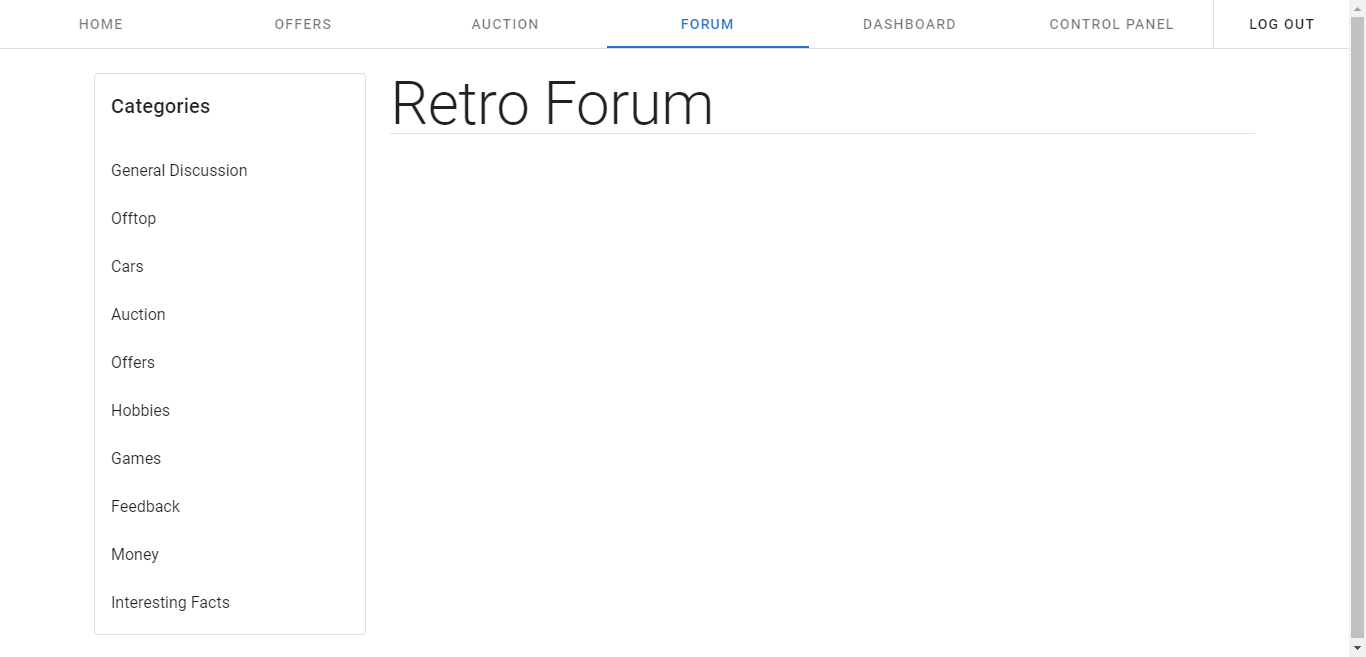 HOME OFFERS AUCTION FORUM DASHBOARD CONTROL PANEL LOG OUT
Categories
General Discussion
Offtop
Cars
Auction
Offers
Hobbies
Games
Feedback
Money
Interesting Facts
Retro Forum